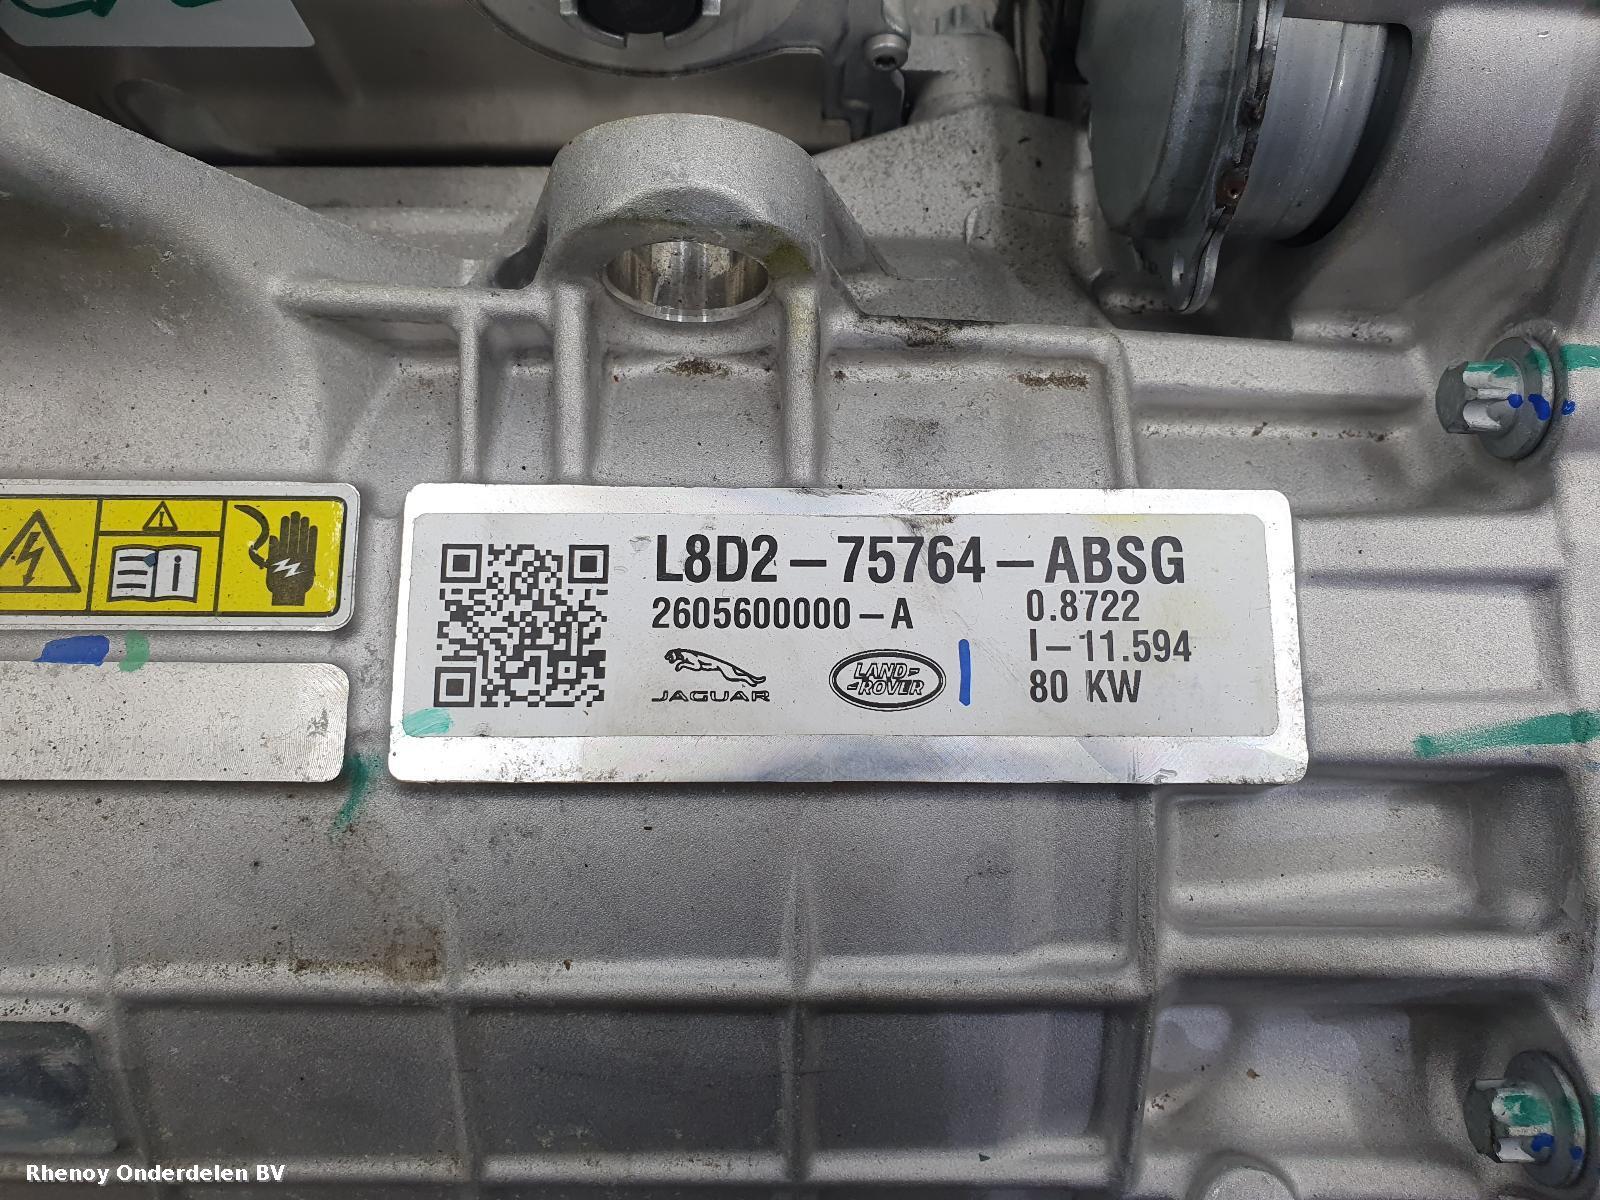 L8D2-75764-ABSG
2605600000-A
0.8722
I-11.594
80 KW
JAGUAR
LAND-
-ROVER
Rhenoy Onderdelen BV